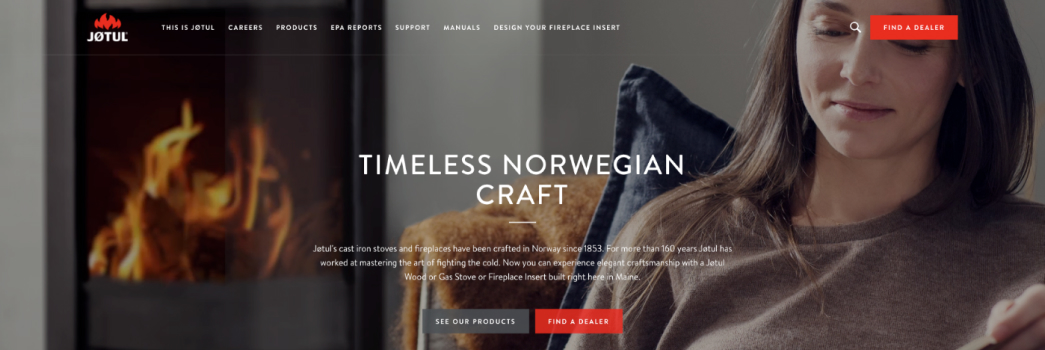 JØTUL
THIS IS JØTUL CAREERS PRODUCTS EPA REPORTS SUPPORT MANUALS DESIGN YOUR FIREPLACE INSERT FIND A DEALER
TIMELESS NORWEGIAN
CRAFT
Jøtul's cast iron stoves and fireplaces have been crafted in Norway since 1853. For more than 160 years Jøtul has
worked at mastering the art of fighting the cold. Now you can experience elegant craftsmanship with a Jøtul
Wood or Gas Stove or Fireplace Insert built right here in Maine.
SEE OUR PRODUCTS FIND A DEALER